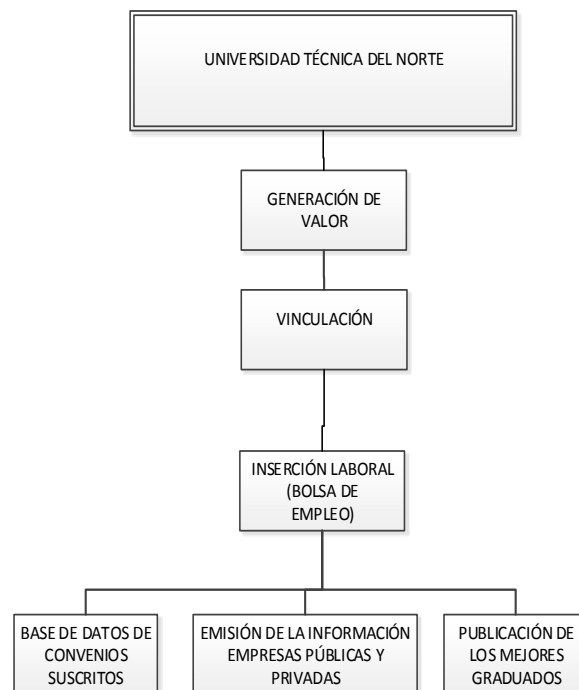 UNIVERSIDAD TÉCNICA DEL NORTE
GENERACIÓN DE
VALOR
VINCULACIÓN
INSERCIÓN LABORAL
(BOLSA DE
EMPLEO)
BASE DE DATOS DE
CONVENIOS
SUSCRITOS
EMISIÓN DE LA INFORMACIÓN
EMPRESAS PÚBLICAS Y
PRIVADAS
PUBLICACIÓN DE
LOS MEJORES
GRADUADOS